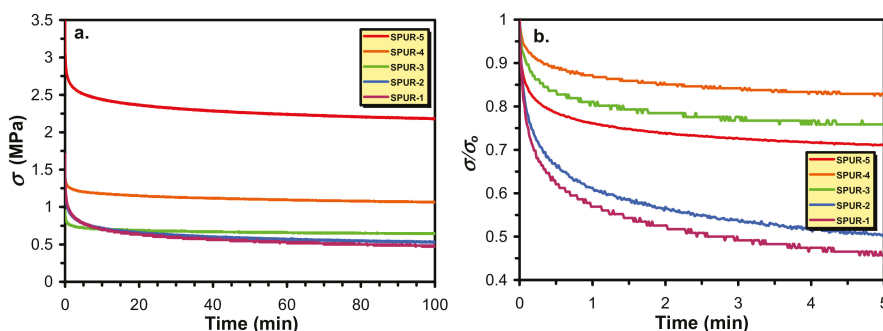 a.
σ (MPa)
3.5
3
2.5
2
1.5
1
0.5
0
0
20
40
60
80
100
Time (min)
SPUR-5
SPUR-4
SPUR-3
SPUR-2
SPUR-1
b.
σ/σₒ
1
0.9
0.8
0.7
0.6
0.5
0.4
0
1
2
3
4
5
Time (min)
SPUR-5
SPUR-4
SPUR-3
SPUR-2
SPUR-1